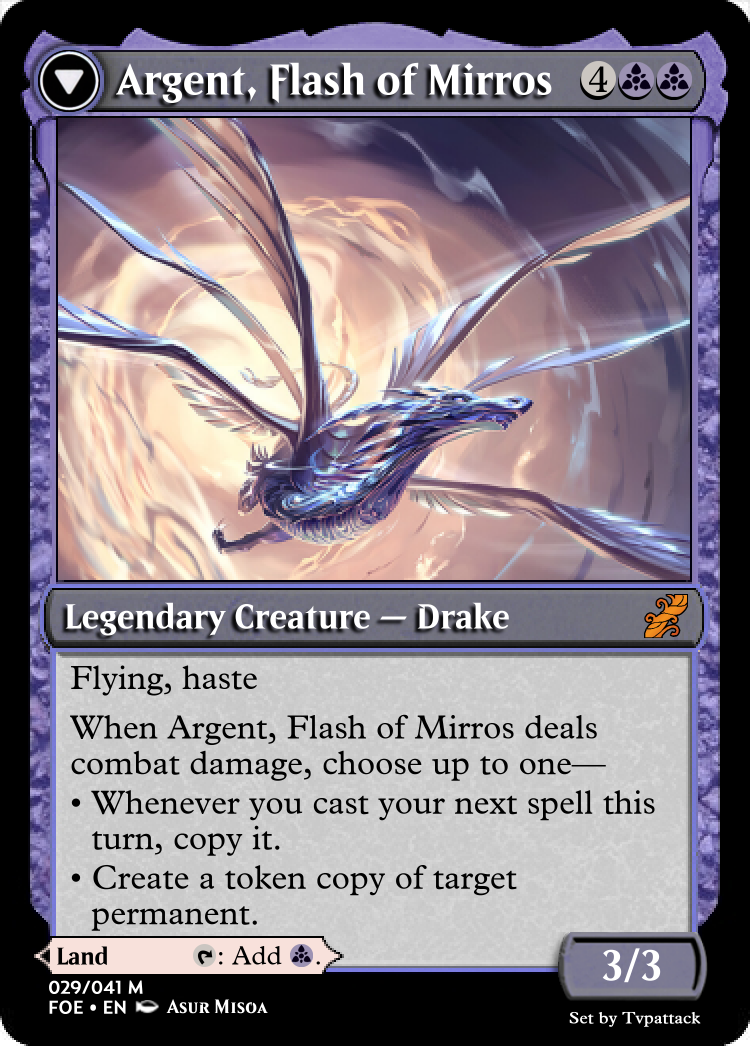 Argent, Flash of Mirros 4
Legendary Creature — Drake
Flying, haste
When Argent, Flash of Mirros deals
combat damage, choose up to one—
• Whenever you cast your next spell this
turn, copy it.
• Create a token copy of target
permanent.
Land : Add .
3/3
029/041 M
FOE • EN Asur Misoa
Set by Tvpattack